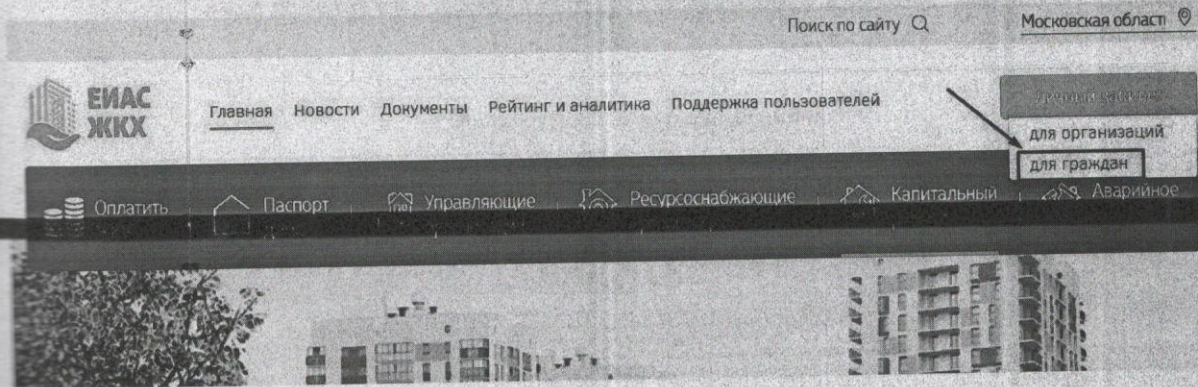 Поиск по сайту
Московская област
ЕИАС
ЖКХ
Главная Новости Документы Рейтинг и аналитика Поддержка пользователей
для организаций
для граждан
Оплатить Паспорт Управляющие Ресурсоснабжающие Капитальный Аварийное